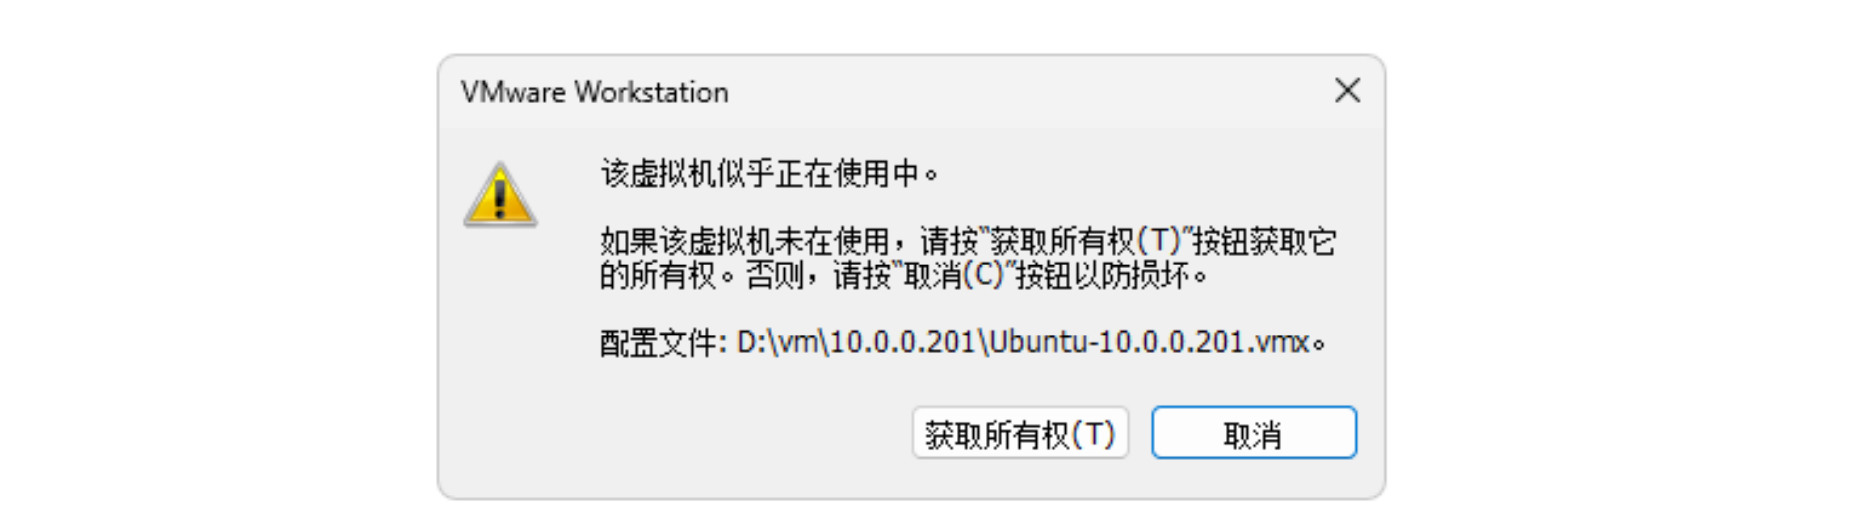 VMware Workstation
该虚拟机似乎正在使用中。
如果该虚拟机未在使用，请按"获取所有权(T)"按钮获取它
的所有权。否则，请按"取消(C)"按钮以防损坏。
配置文件: D:\vm\10.0.0.201\Ubuntu-10.0.0.201.vmx。
获取所有权(T)
取消